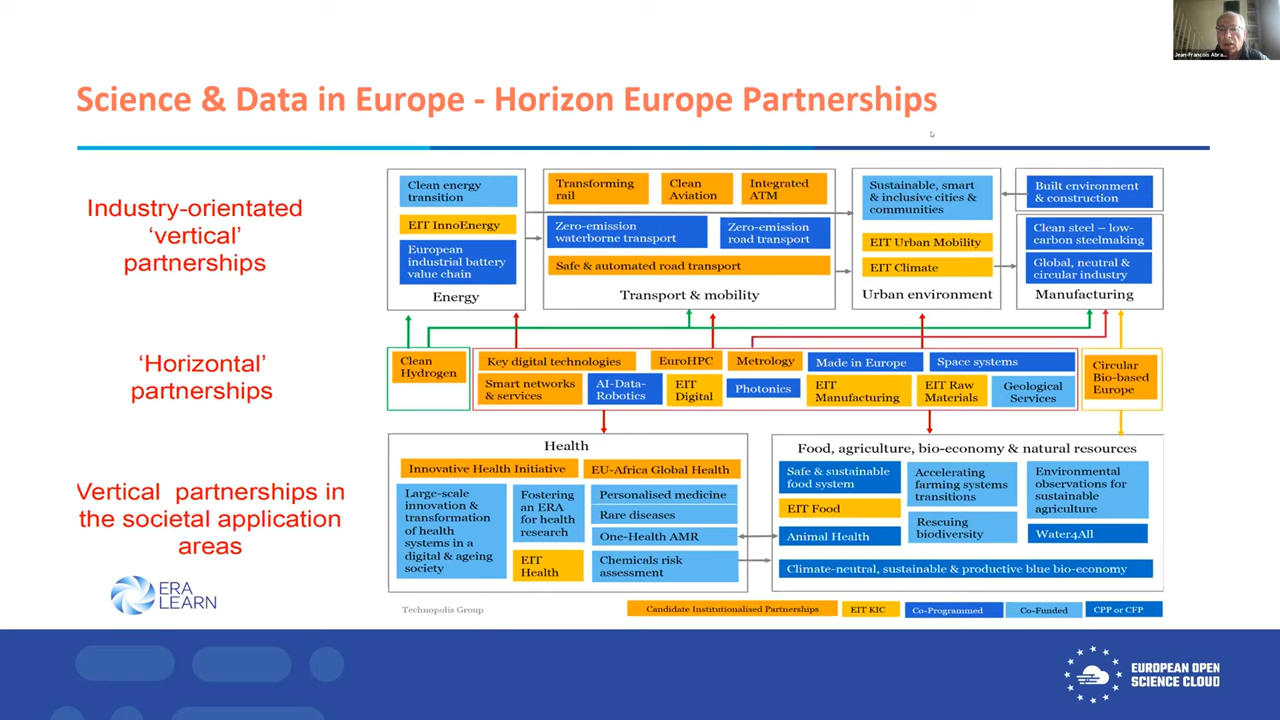 Jean-Francois Abra...
Science & Data in Europe - Horizon Europe Partnerships
Industry-orientated
‘vertical’
partnerships
Clean energy
transition
EIT InnoEnergy
European
industrial battery
value chain
Energy
Transforming
rail
Clean
Aviation
Integrated
ATM
Zero-emission
waterborne transport
Zero-emission
road transport
Safe & automated road transport
Transport & mobility
Sustainable, smart
& inclusive cities &
communities
EIT Urban Mobility
EIT Climate
Urban environment
Built environment
& construction
Clean steel – low-
carbon steelmaking
Global, neutral &
circular industry
Manufacturing
‘Horizontal’
partnerships
Clean
Hydrogen
Key digital technologies
EuroHPC
Metrology
Made in Europe
Space systems
Smart networks
& services
AI-Data-
Robotics
EIT
Digital
Photonics
EIT
Manufacturing
EIT Raw
Materials
Geological
Services
Circular
Bio-based
Europe
Vertical partnerships in
the societal application
areas
Health
Innovative Health Initiative
EU-Africa Global Health
Large-scale
innovation &
transformation
of health
systems in a
digital & ageing
society
Fostering
an ERA
for health
research
EIT
Health
Personalised medicine
Rare diseases
One-Health AMR
Chemicals risk
assessment
Food, agriculture, bio-economy & natural resources
Safe & sustainable
food system
EIT Food
Animal Health
Accelerating
farming systems
transitions
Rescuing
biodiversity
Environmental
observations for
sustainable
agriculture
Water4All
Climate-neutral, sustainable & productive blue bio-economy
ERA
LEARN
Technopolis Group
Candidate Institutionalised Partnerships
EIT KIC
Co-Programmed
Co-Funded
CPP or CFP
EUROPEAN OPEN
SCIENCE CLOUD